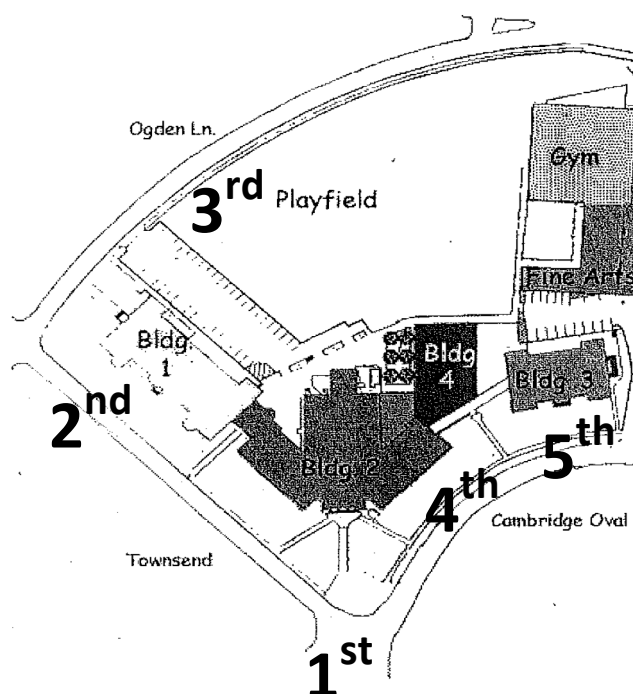 Ogden Ln.
Gym
3rd
Playfield
Fine Arts
Bldg.
1
Bldg
4
Bldg 3
2nd
Bldg 2
5th
4th
Cambridge Oval
Townsend
1st